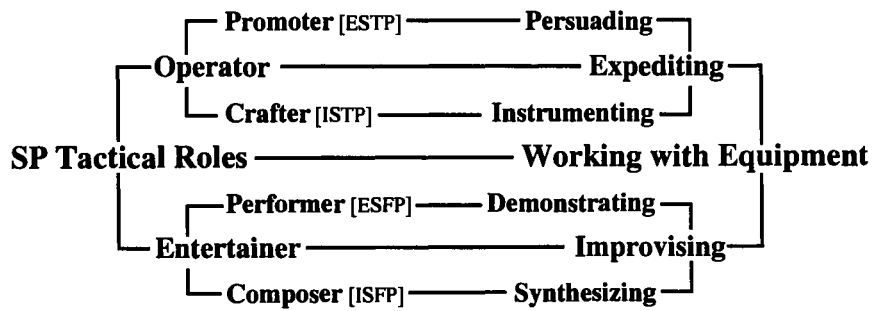 Promoter [ESTP] Persuading
Operator Expediting
Crafter [ISTP] Instrumenting
SP Tactical Roles Working with Equipment
Performer [ESFP] Demonstrating
Entertainer Improvising
Composer [ISFP] Synthesizing